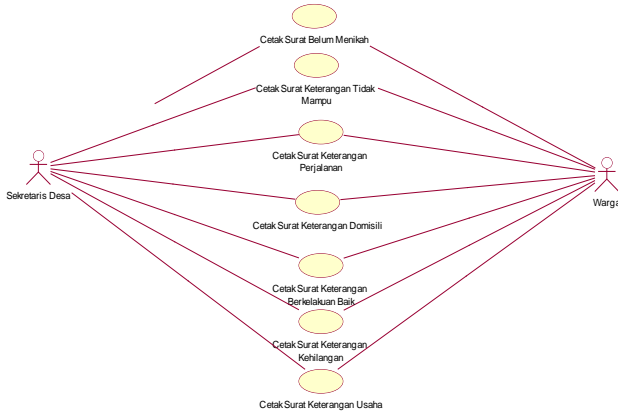 Cetak Surat Belum Menikah
Cetak Surat Keterangan Tidak
Mampu
Cetak Surat Keterangan
Perjalanan
Sekretaris Desa
Warga
Cetak Surat Keterangan Domisili
Cetak Surat Keterangan
Berkelakuan Baik
Cetak Surat Keterangan
Kehilangan
Cetak Surat Keterangan Usaha